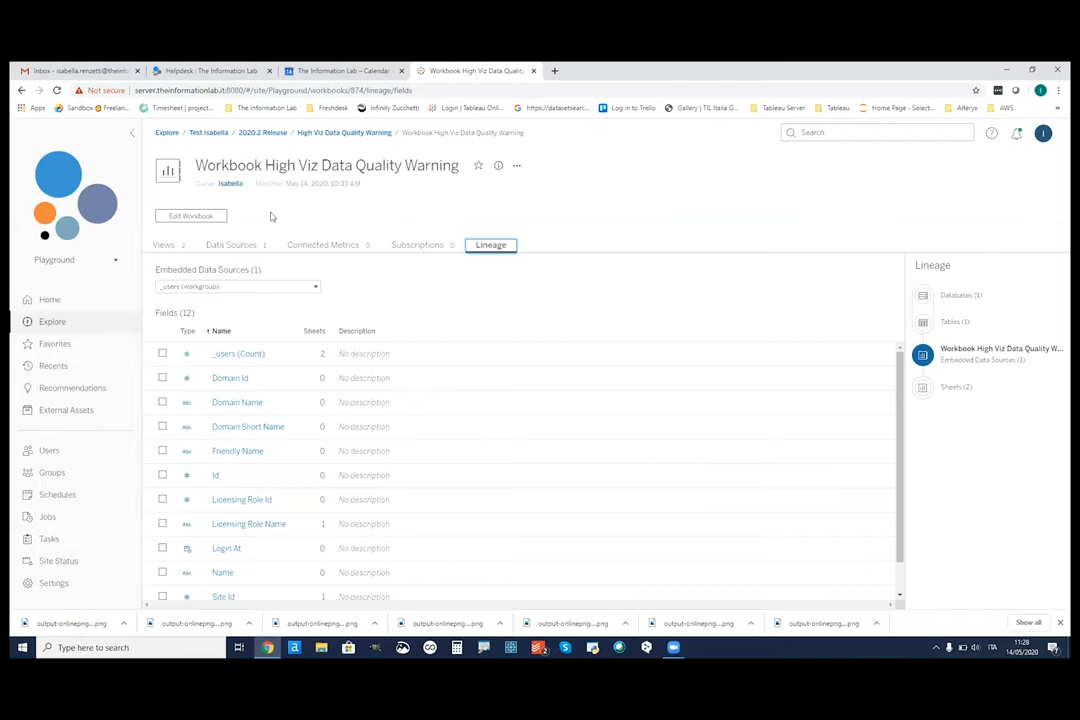 Inbox - isabella.renzetti@theinf
Helpdesk : The Information Lab
The Information Lab – Calendar
Workbook High Viz Data Quality
Not secure
server.theinformationlab.it:8080/#/site/Playground/workbooks/874/lineage/fields
Apps
Sandbox @ Freelan...
Timesheet | project...
The Information Lab
Freshdesk
Infinity Zucchetti
Login | Tableau Onl...
https://datasetsearc...
Log in to Trello
Gallery | TIL Italia G...
Tableau Server
Tableau
Home Page - Select...
Alteryx
AWS
Explore / Test Isabella / 2020.2 Release / High Viz Data Quality Warning / Workbook High Viz Data Quality Warning
Search
I
Workbook High Viz Data Quality Warning
Owner Isabella Modified May 14, 2020, 10:33 AM
Edit Workbook
Views 2
Data Sources 1
Connected Metrics 0
Subscriptions 0
Lineage
Playground
Home
Explore
Favorites
Recents
Recommendations
External Assets
Users
Groups
Schedules
Jobs
Tasks
Site Status
Settings
Embedded Data Sources (1)
_users (workgroup)
Fields (12)
Type ↑ Name Sheets Description
_users (Count) 2 No description
Domain Id 0 No description
Abc Domain Name 0 No description
Abc Domain Short Name 0 No description
Abc Friendly Name 0 No description
Id 0 No description
Licensing Role Id 0 No description
Abc Licensing Role Name 1 No description
Login At 0 No description
Abc Name 0 No description
Site Id 1 No description
Lineage
Databases (1)
Tables (1)
Workbook High Viz Data Quality W...
Embedded Data Sources (1)
Sheets (2)
output-onlinepng....png
output-onlinepng....png
output-onlinepng....png
output-onlinepng....png
output-onlinepng....png
output-onlinepng....png
output-onlinepng....png
Show all
Type here to search
ITA
11:28
14/05/2020